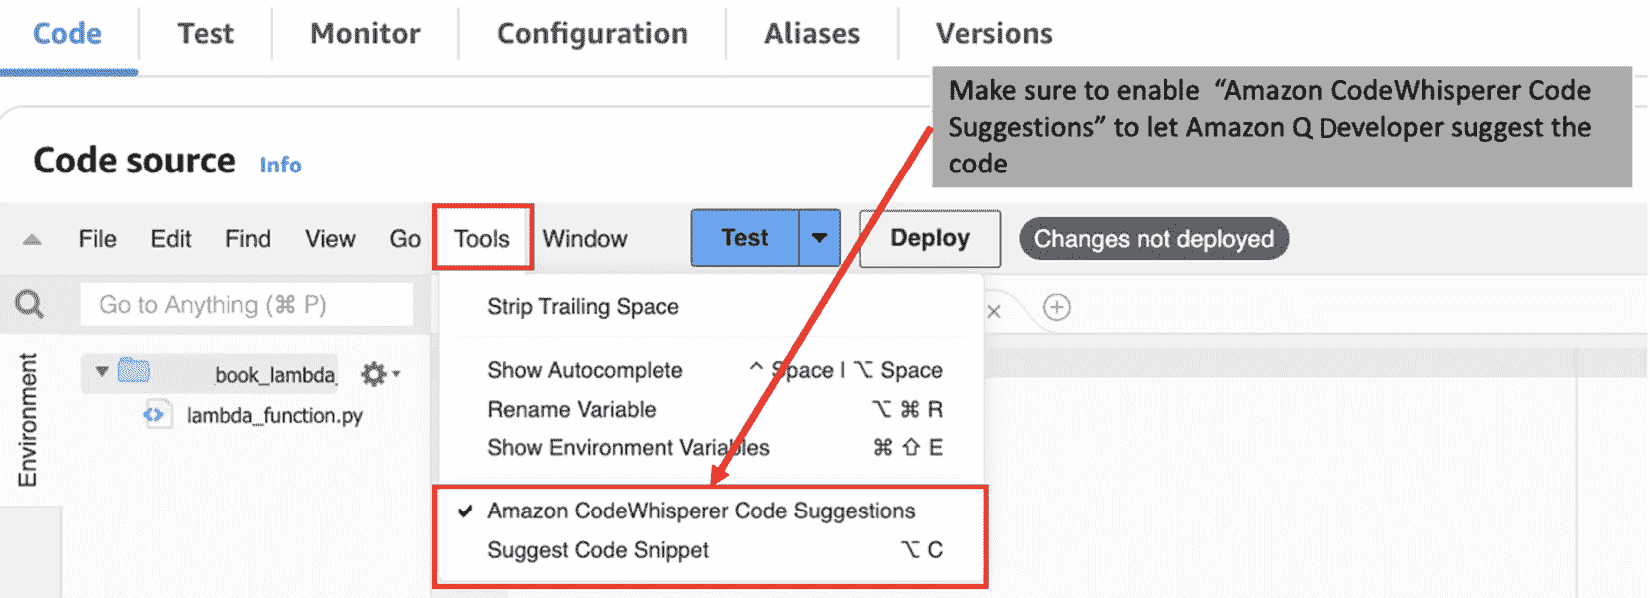 Code Test Monitor Configuration Aliases Versions
Make sure to enable “Amazon CodeWhisperer Code
Suggestions” to let Amazon Q Developer suggest the
code
Code source Info
File Edit Find View Go Tools Window Test Deploy Changes not deployed
Go to Anything (⌘ P)
Environment
book_lambda_
lambda_function.py
Strip Trailing Space
Show Autocomplete ^ Space | ⌥ Space
Rename Variable ⌥ ⌘ R
Show Environment Variables ⌘ ⇧ E
Amazon CodeWhisperer Code Suggestions
Suggest Code Snippet ⌥ C